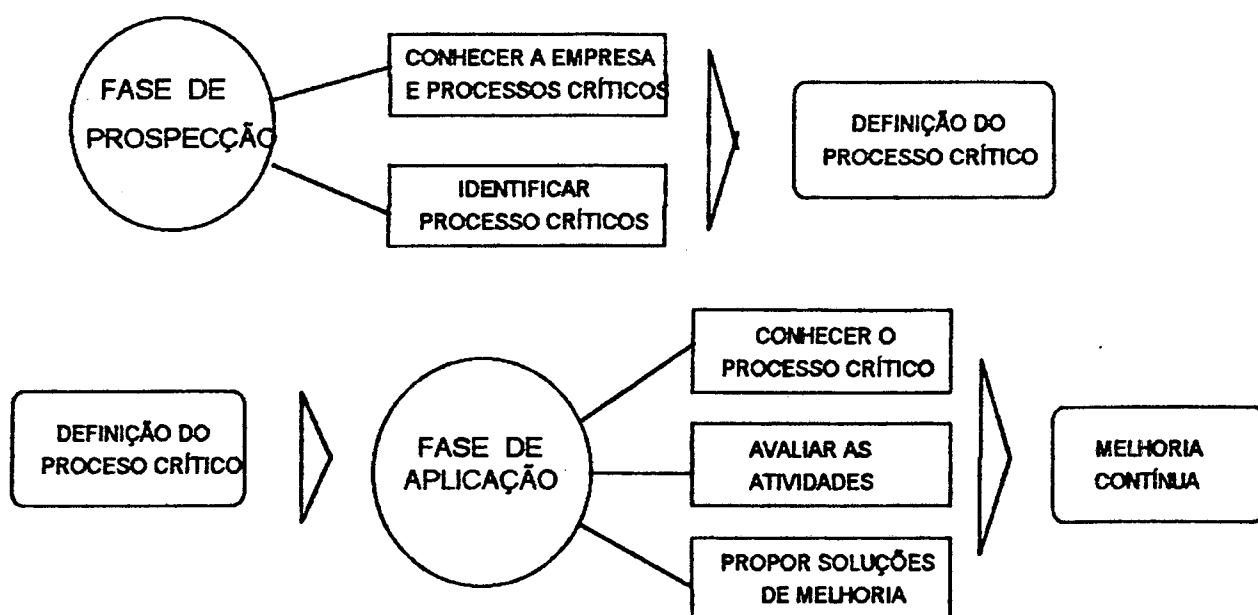 FASE DE
PROSPECÇÃO
CONHECER A EMPRESA
E PROCESSOS CRÍTICOS
IDENTIFICAR
PROCESSO CRÍTICOS
DEFINIÇÃO DO
PROCESSO CRÍTICO
DEFINIÇÃO DO
PROCESO CRÍTICO
FASE DE
APLICAÇÃO
CONHECER O
PROCESSO CRÍTICO
AVALIAR AS
ATIVIDADES
PROPOR SOLUÇÕES
DE MELHORIA
MELHORIA
CONTÍNUA